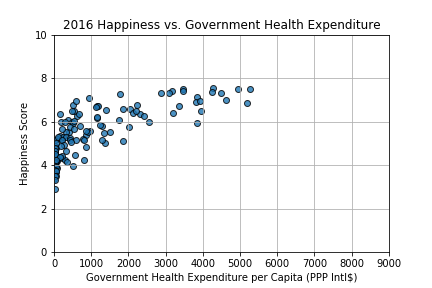 2016 Happiness vs. Government Health Expenditure
10
8
6
4
2
0
Happiness Score
0 1000 2000 3000 4000 5000 6000 7000 8000 9000
Government Health Expenditure per Capita (PPP Intl$)